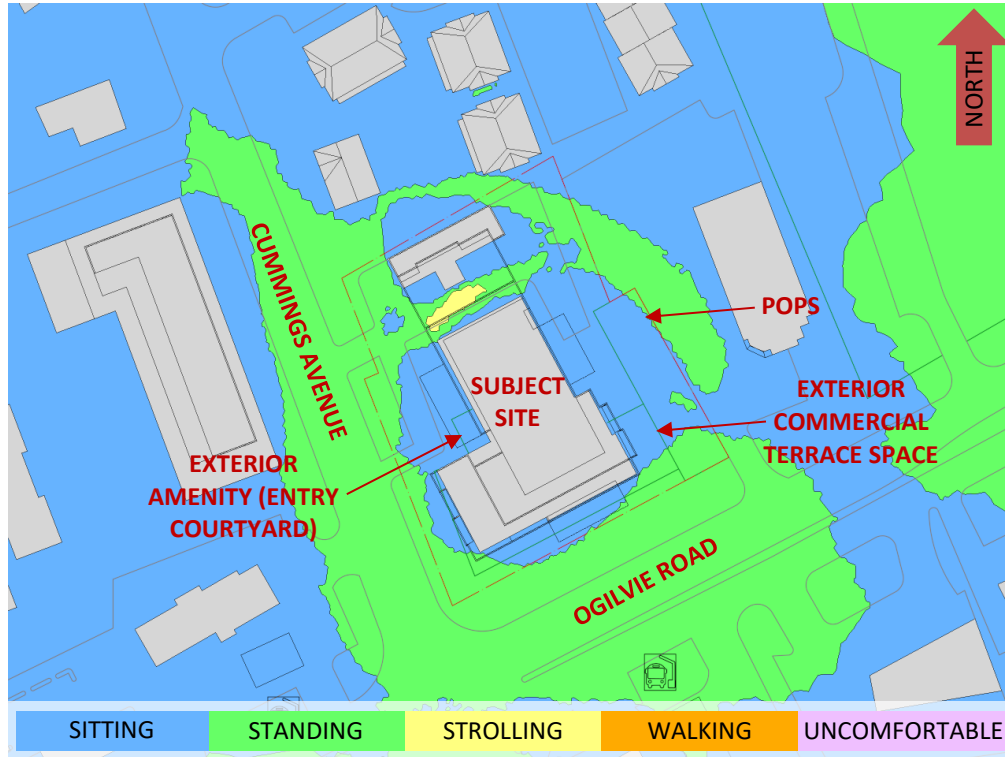 NORTH
CUMMINGS AVENUE
POPS
SUBJECT
SITE
EXTERIOR
COMMERCIAL
TERRACE SPACE
EXTERIOR
AMENITY (ENTRY
COURTYARD)
OGILVIE ROAD
SITTING
STANDING
STROLLING
WALKING
UNCOMFORTABLE